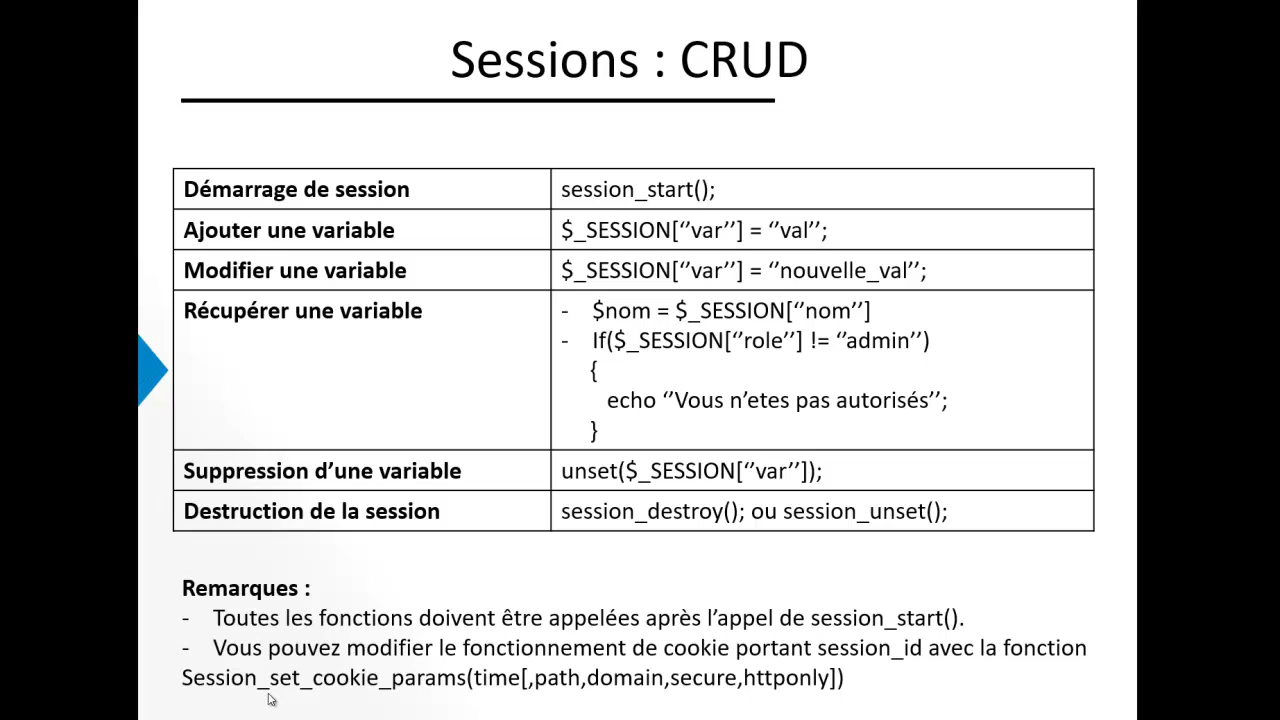 Sessions : CRUD
Démarrage de session
session_start();
Ajouter une variable
$_SESSION[‘’var’’] = ‘’val’’;
Modifier une variable
$_SESSION[‘’var’’] = ‘’nouvelle_val’’;
Récupérer une variable
- $nom = $_SESSION[‘’nom’’]
- If($_SESSION[‘’role’’] != ‘’admin’’)
{
echo ‘’Vous n’etes pas autorisés’’;
}
Suppression d’une variable
unset($_SESSION[‘’var’’]);
Destruction de la session
session_destroy(); ou session_unset();
Remarques :
- Toutes les fonctions doivent être appelées après l’appel de session_start().
- Vous pouvez modifier le fonctionnement de cookie portant session_id avec la fonction
Session_set_cookie_params(time[,path,domain,secure,httponly])